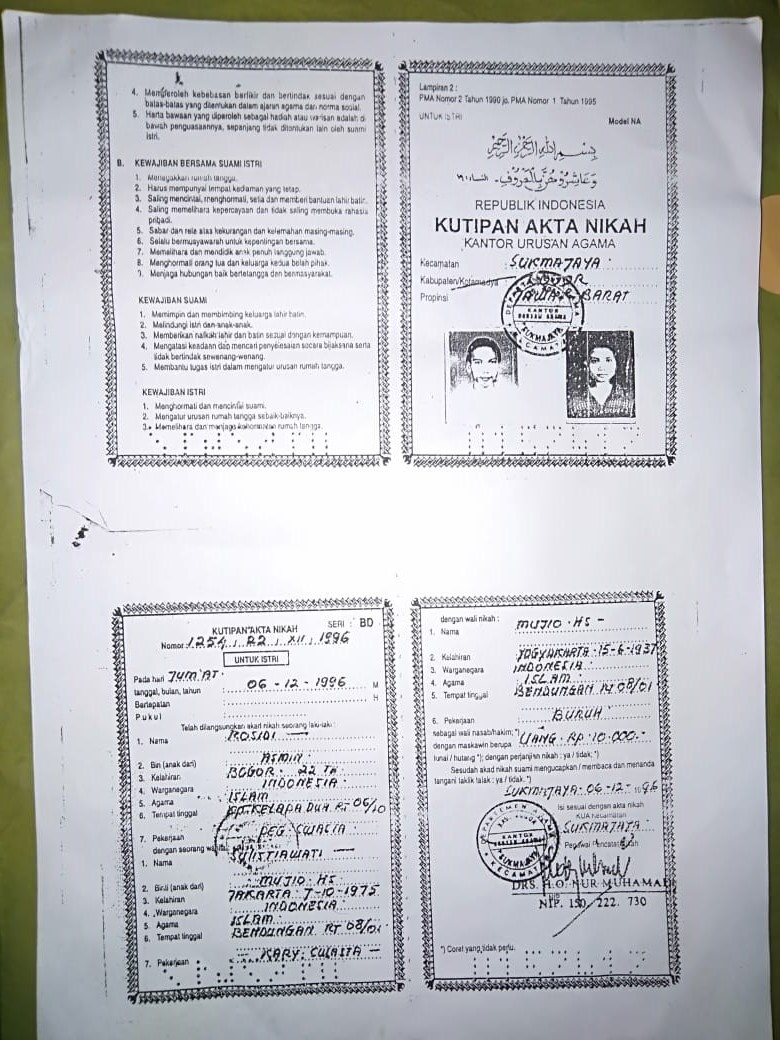 4. Memperoleh kebebasan berfikir dan bertindak sesuai dengan
batas-batas yang ditentukan dalam ajaran agama dan norma sosial.
5. Harta bawaan yang diperoleh sebagai hadiah atau warisan adalah di
bawah penguasaannya, sepanjang tidak ditentukan lain oleh suami
istri.
B. KEWAJIBAN BERSAMA SUAMI ISTRI
1. Menegakkan rumah tangga.
2. Harus mempunyai tempat kediaman yang tetap.
3. Saling mencintai, menghormati, setia dan memberi bantuan lahir batin.
4. Saling memelihara kepercayaan dan tidak saling membuka rahasia
pribadi.
5. Sabar dan rela atas kekurangan dan kelemahan masing-masing.
6. Selalu bermusyawarah untuk kepentingan bersama.
7. Memelihara dan mendidik anak penuh tanggung jawab.
8. Menghormati orang tua dan keluarga kedua belah pihak.
9. Menjaga hubungan baik bertetangga dan bermasyarakat.
KEWAJIBAN SUAMI
1. Memimpin dan membimbing keluarga lahir batin.
2. Melindungi istri dan anak-anak.
3. Memberikan nafkah lahir dan batin sesuai dengan kemampuan.
4. Mengatasi keadaan dan mencari penyelesaian secara bijaksana serta
tidak bertindak sewenang-wenang.
5. Membantu tugas istri dalam mengatur urusan rumah tangga.
KEWAJIBAN ISTRI
1. Menghormati dan mencintai suami.
2. Mengatur urusan rumah tangga sebaik-baiknya.
3. Memelihara dan menjaga kehormatan rumah tangga.
Lampiran 2 :
PMA Nomor 2 Tahun 1990 jo. PMA Nomor 1 Tahun 1995
UNTUK ISTRI
Model NA
بسم الله الرحمن الرحيم
وعاشروهن بالمعروف
REPUBLIK INDONESIA
KUTIPAN AKTA NIKAH
KANTOR URUSAN AGAMA
Kecamatan : SUKMAJAYA
Kabupaten/Kotamadya : BOGOR
Propinsi : JAWA BARAT
KANTOR
URUSAN AGAMA
SUKMAJAYA
KECAMATAN
KUTIPAN AKTA NIKAH SERI : BD
Nomor : 1254 , 22 , XII , 1996
UNTUK ISTRI
Pada hari JUM'AT
tanggal, bulan, tahun 06 - 12 - 1996 M
Bertepatan H
Pukul
Telah dilangsungkan akad nikah seorang laki-laki :
1. Nama ROSIDI
2. Bin (anak dari) ASMIN
3. Kelahiran BOGOR 22 TH
4. Warganegara INDONESIA
5. Agama ISLAM
6. Tempat tinggal KP. KELAPA DUA RT 06/10
7. Pekerjaan PEG. SWASTA
dengan seorang wanita
1. Nama SULISTIAWATI
2. Binti (anak dari) MUJIO HS
3. Kelahiran JAKARTA 7-10-1975
4. Warganegara INDONESIA
5. Agama ISLAM
6. Tempat tinggal BENDUNGAN RT 08/01
7. Pekerjaan KARY. SWASTA
dengan wali nikah :
1. Nama MUJIO HS -
2. Kelahiran YOGYAKARTA 15-6-1937
3. Warganegara INDONESIA
4. Agama ISLAM
5. Tempat tinggal BENDUNGAN 08/01
6. Pekerjaan BURUH
sebagai wali nasab/hakim; *)
dengan maskawin berupa UANG Rp 10.000.-
tunai / hutang *); dengan perjanjian nikah : ya / tidak; *)
Sesudah akad nikah suami mengucapkan / membaca dan menanda
tangani taklik talak : ya / tidak. *)
SUKMAJAYA 06-12-1996
Isi sesuai dengan akta nikah
KUA Kecamatan
SUKMAJAYA
Pegawai Pencatat Nikah
DEPARTEMEN AGAMA
KANTOR
URUSAN AGAMA
SUKMAJAYA
KECAMATAN
DRS. H.O. NUR MUHAMAD
NIP. 150. 222. 730
*) Coret yang tidak perlu.